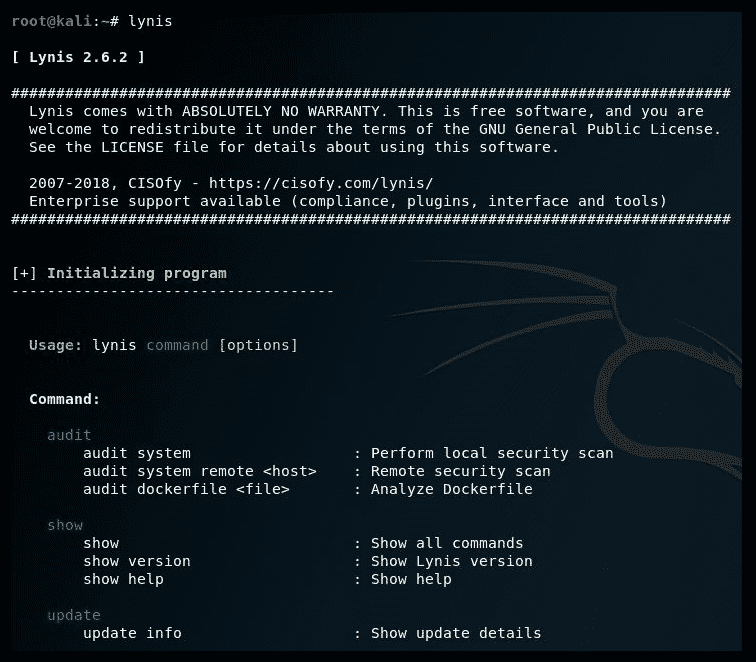 root@kali:~# lynis
[ Lynis 2.6.2 ]
################################################################################
Lynis comes with ABSOLUTELY NO WARRANTY. This is free software, and you are
welcome to redistribute it under the terms of the GNU General Public License.
See the LICENSE file for details about using this software.
2007-2018, CISOfy - https://cisofy.com/lynis/
Enterprise support available (compliance, plugins, interface and tools)
################################################################################
[+] Initializing program
------------------------------------
Usage: lynis command [options]
Command:
audit
audit system : Perform local security scan
audit system remote <host> : Remote security scan
audit dockerfile <file> : Analyze Dockerfile
show
show : Show all commands
show version : Show Lynis version
show help : Show help
update
update info : Show update details